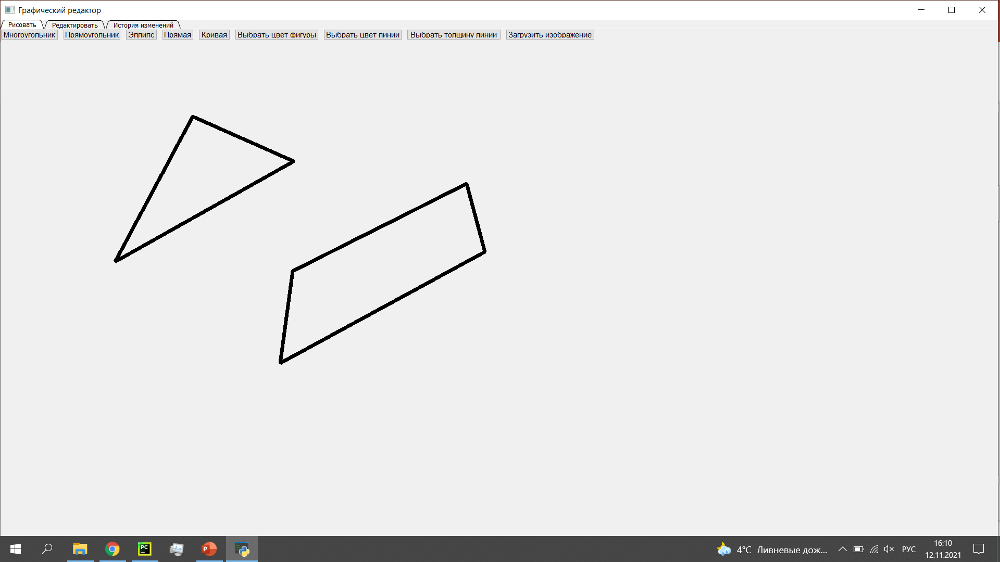 Графический редактор
Рисовать Редактировать История изменений
Многоугольник Прямоугольник Эллипс Прямая Кривая Выбрать цвет фигуры Выбрать цвет линии Выбрать толщину линии Загрузить изображение
PC
P
4°C Ливневые дож... РУС 16:10
12.11.2021